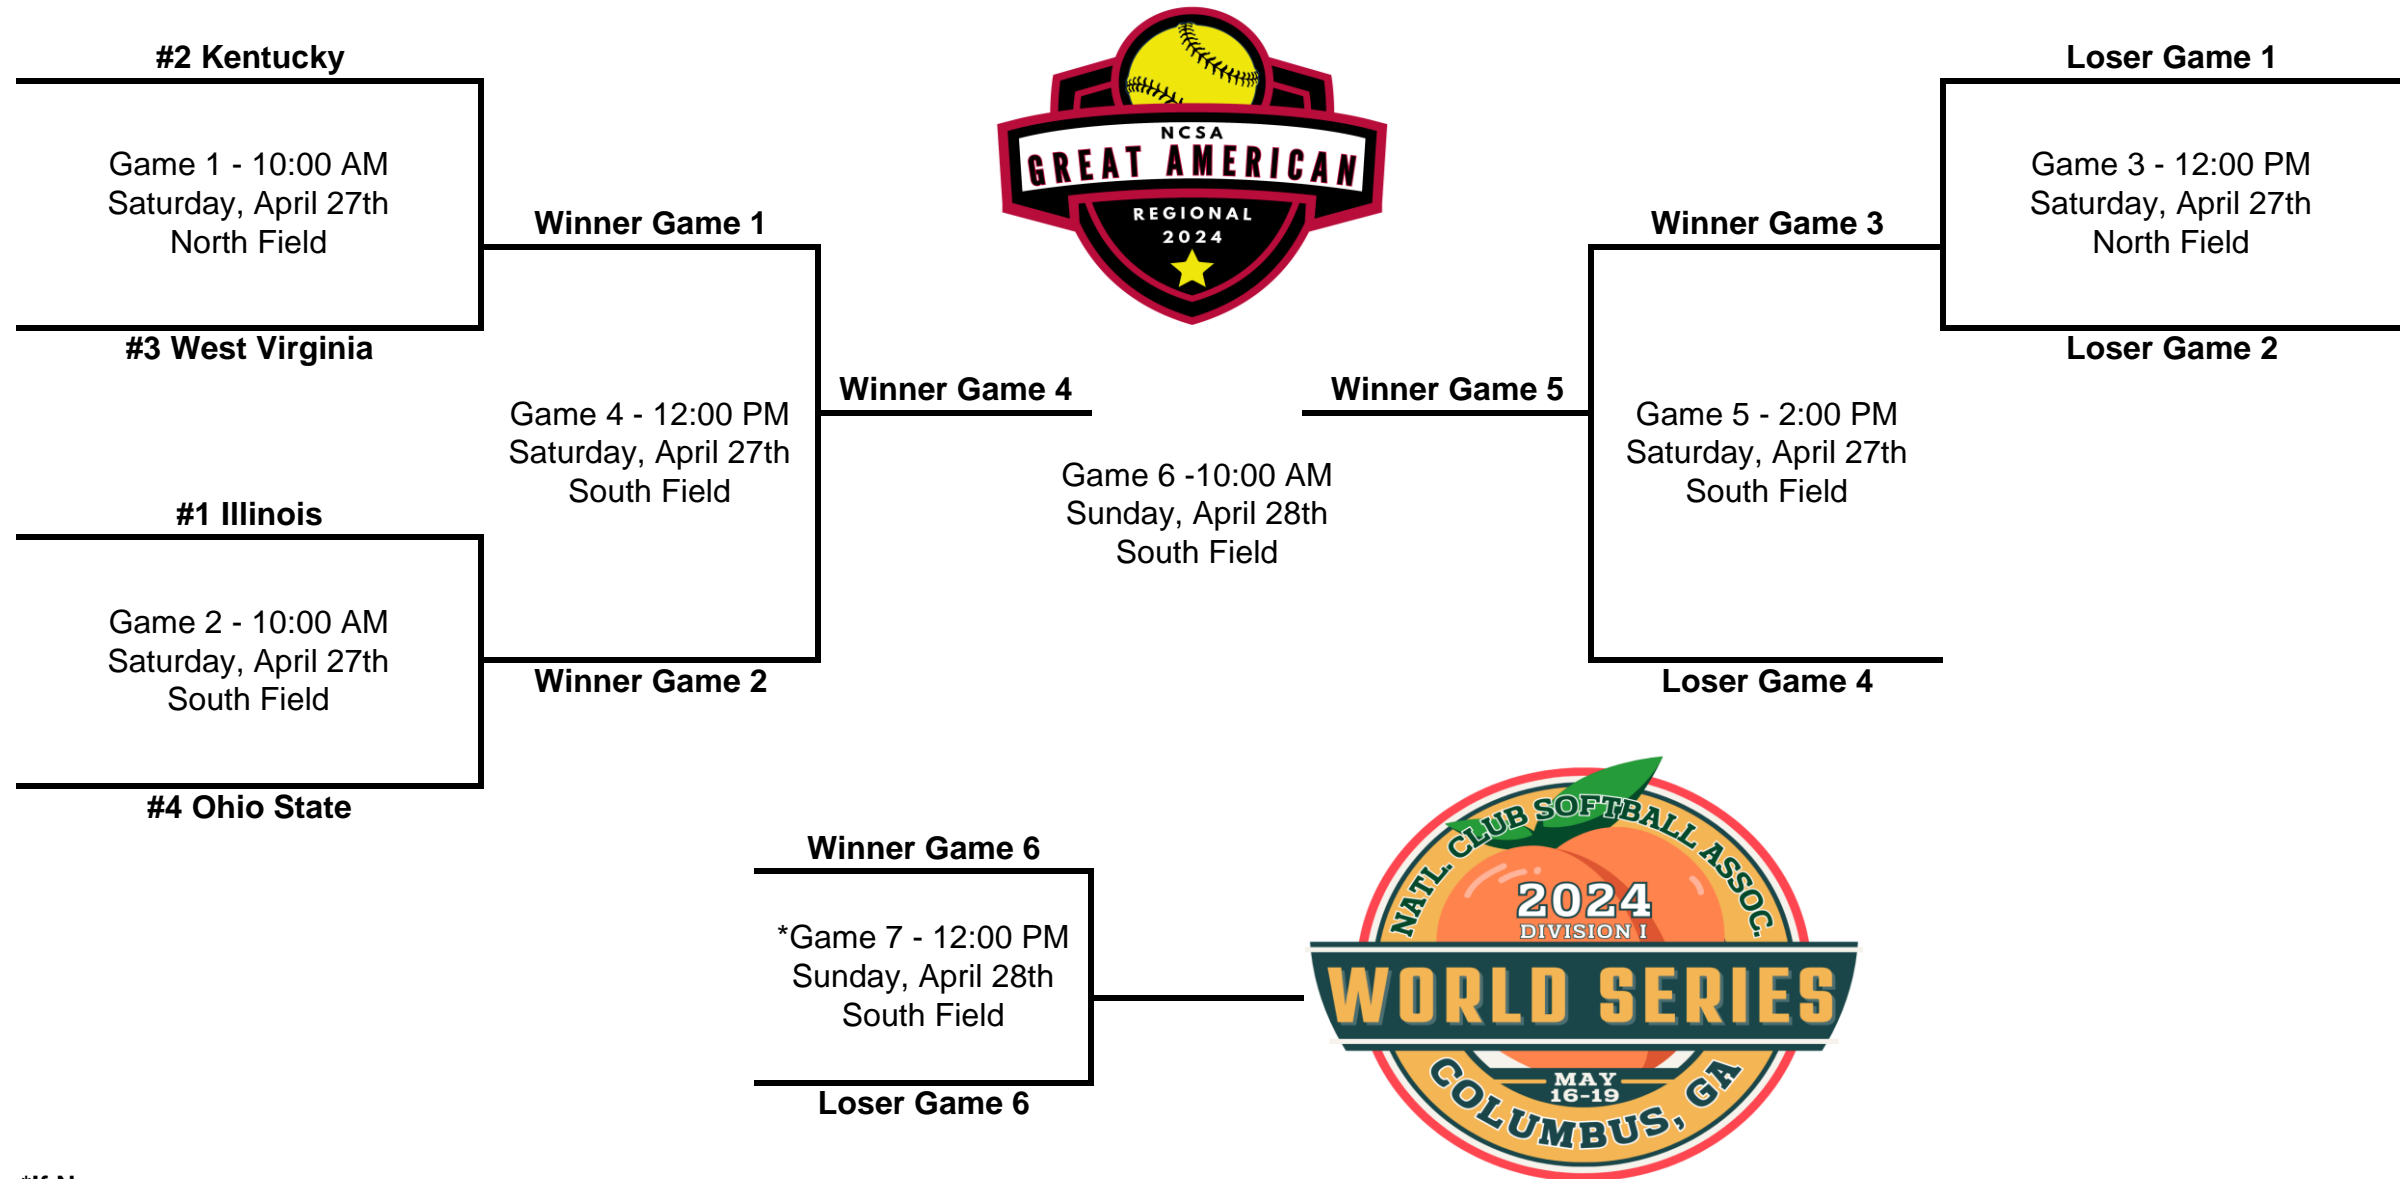 #2 Kentucky
Game 1 - 10:00 AM
Saturday, April 27th
North Field
#3 West Virginia
Winner Game 1
#1 Illinois
Game 2 - 10:00 AM
Saturday, April 27th
South Field
#4 Ohio State
Winner Game 2
Game 4 - 12:00 PM
Saturday, April 27th
South Field
Winner Game 4
NCSA
GREAT AMERICAN
REGIONAL
2024
Game 6 -10:00 AM
Sunday, April 28th
South Field
Winner Game 5
Winner Game 3
Game 5 - 2:00 PM
Saturday, April 27th
South Field
Loser Game 4
Loser Game 1
Game 3 - 12:00 PM
Saturday, April 27th
North Field
Loser Game 2
Winner Game 6
*Game 7 - 12:00 PM
Sunday, April 28th
South Field
Loser Game 6
NATL. CLUB SOFTBALL ASSOC.
2024
DIVISION I
WORLD SERIES
MAY
16-19
COLUMBUS, GA